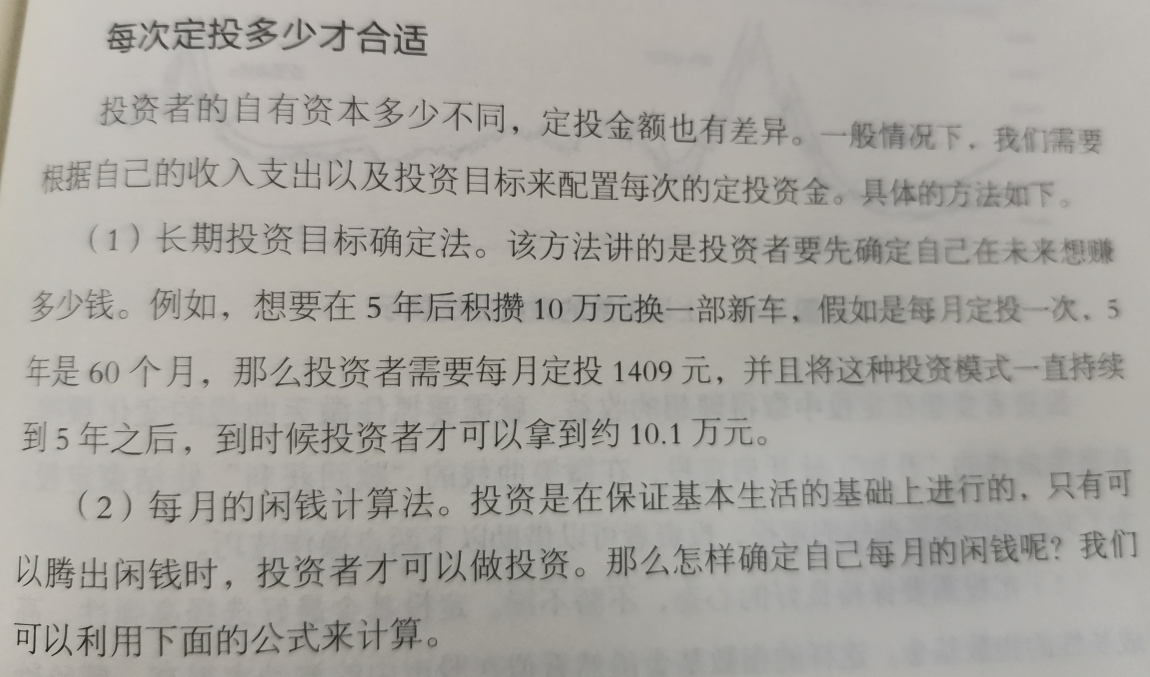 每次定投多少才合适
投资者的自有资本多少不同，定投金额也有差异。一般情况下，我们需要
根据自己的收入支出以及投资目标来配置每次的定投资金。具体的方法如下。
（1）长期投资目标确定法。该方法讲的是投资者要先确定自己在未来想赚
多少钱。例如，想要在 5 年后积攒 10 万元换一部新车，假如是每月定投一次，5
年是 60 个月，那么投资者需要每月定投 1409 元，并且将这种投资模式一直持续
到 5 年之后，到时候投资者才可以拿到约 10.1 万元。
（2）每月的闲钱计算法。投资是在保证基本生活的基础上进行的，只有可
以腾出闲钱时，投资者才可以做投资。那么怎样确定自己每月的闲钱呢？我们
可以利用下面的公式来计算。